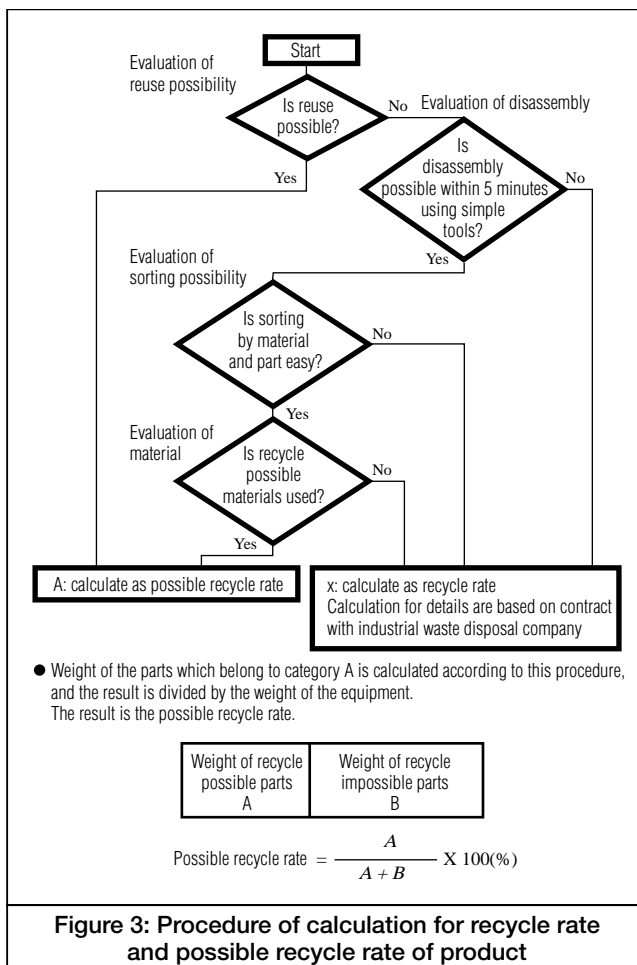 Start
Evaluation of
reuse possibility
Is reuse
possible?
No
Evaluation of disassembly
Is
disassembly
possible within 5 minutes
using simple
tools?
No
Yes
Yes
Evaluation of
sorting possibility
Is sorting
by material
and part easy?
No
Yes
Evaluation of
material
Is recycle
possible
materials used?
No
Yes
A: calculate as possible recycle rate
x: calculate as recycle rate
Calculation for details are based on contract
with industrial waste disposal company
● Weight of the parts which belong to category A is calculated according to this procedure,
and the result is divided by the weight of the equipment.
The result is the possible recycle rate.
Weight of recycle
possible parts
A
Weight of recycle
impossible parts
B
Possible recycle rate = A / A + B X 100(%)
Figure 3: Procedure of calculation for recycle rate
and possible recycle rate of product